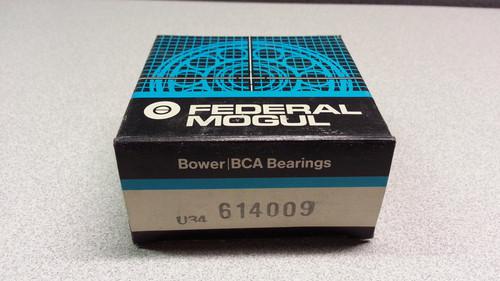 FEDERAL
MOGUL
Bower|BCA Bearings
U34 614009